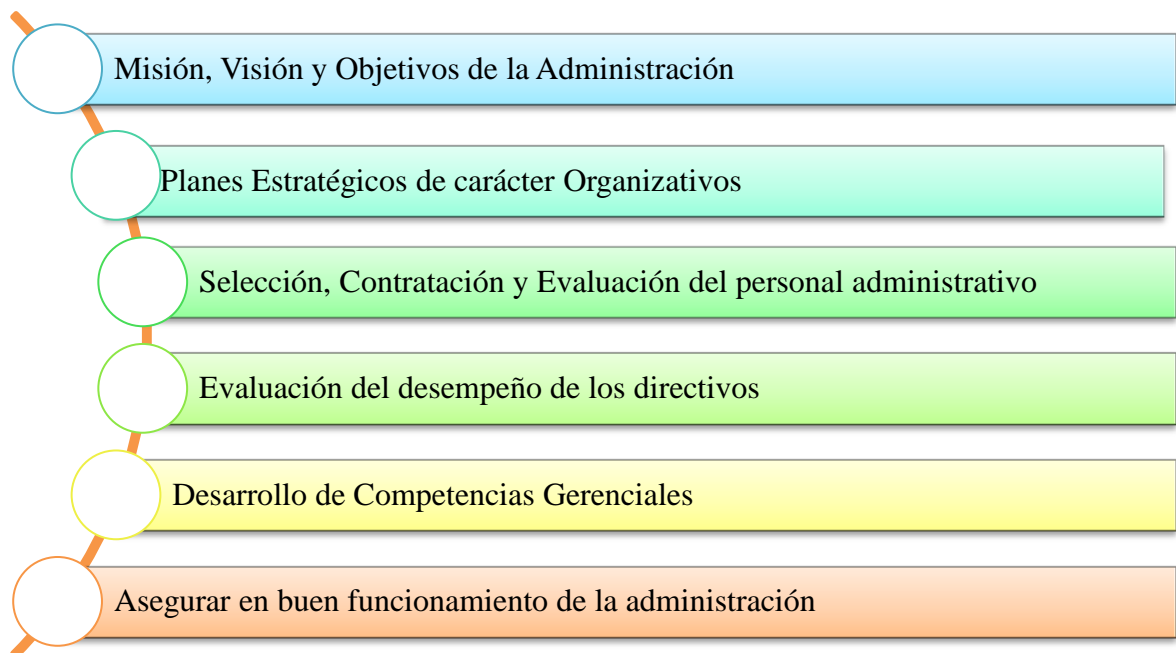 Misión, Visión y Objetivos de la Administración
Planes Estratégicos de carácter Organizativos
Selección, Contratación y Evaluación del personal administrativo
Evaluación del desempeño de los directivos
Desarrollo de Competencias Gerenciales
Asegurar en buen funcionamiento de la administración